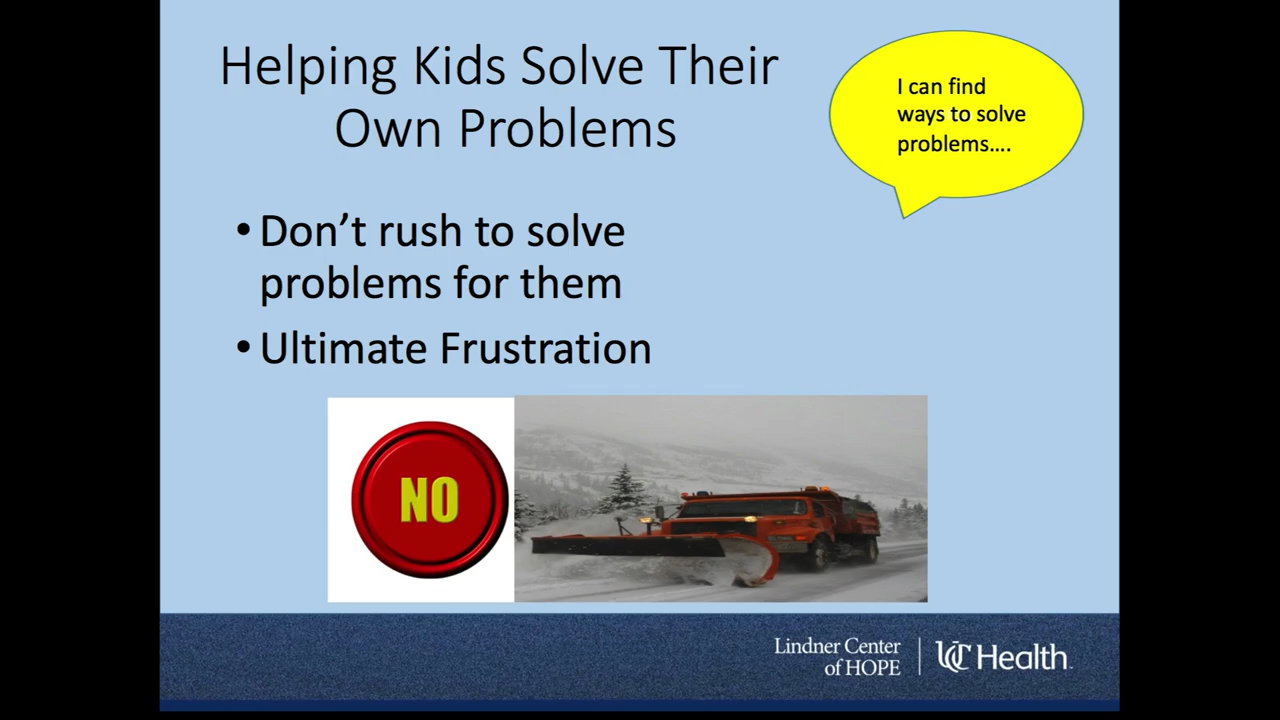 Helping Kids Solve Their
Own Problems
I can find
ways to solve
problems....
• Don't rush to solve
problems for them
• Ultimate Frustration
NO
Lindner Center
of HOPE
UC Health